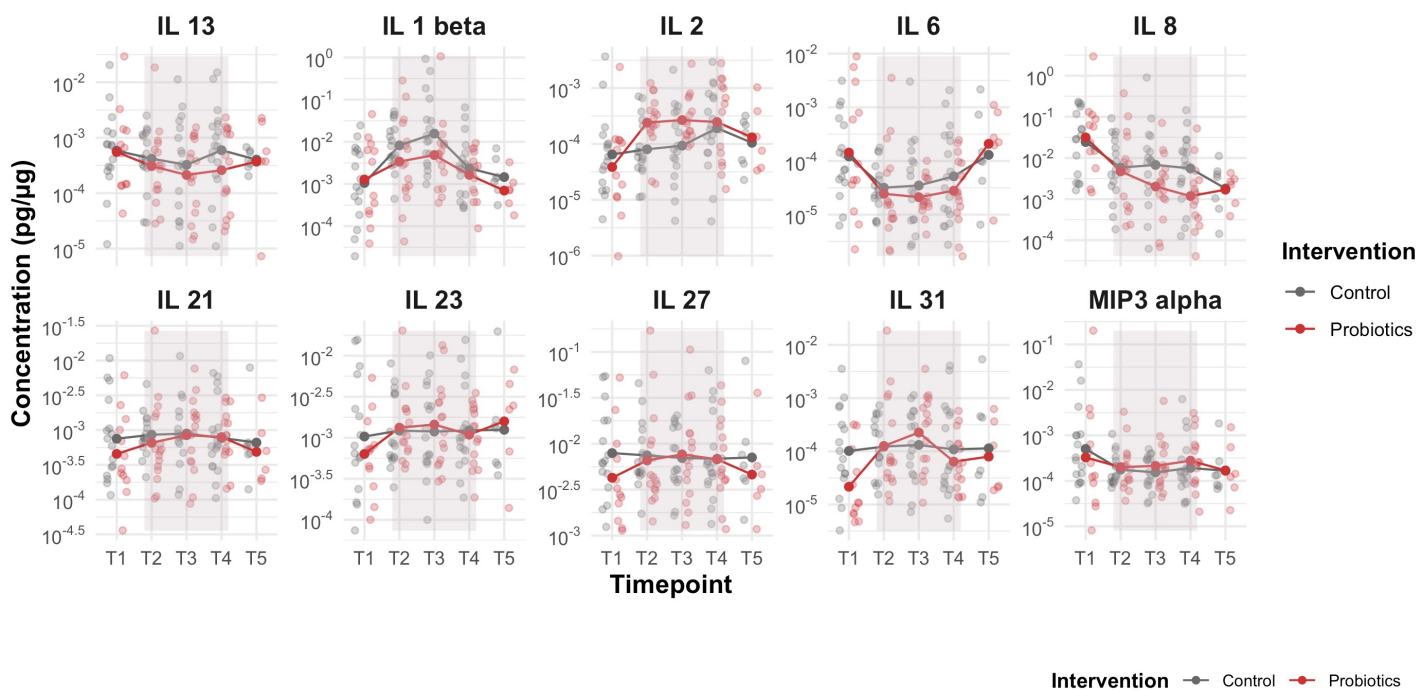 IL 13 IL 1 beta IL 2 IL 6 IL 8
10^-2 10^-3 10^-4 10^-5
10^0 10^-1 10^-2 10^-3 10^-4
10^-3 10^-4 10^-5 10^-6
10^-2 10^-3 10^-4 10^-5
10^0 10^-1 10^-2 10^-3 10^-4
Concentration (pg/µg)
Intervention
Control
Probiotics
IL 21 IL 23 IL 27 IL 31 MIP3 alpha
10^-1.5 10^-2 10^-2.5 10^-3 10^-3.5 10^-4 10^-4.5
10^-2 10^-2.5 10^-3 10^-3.5 10^-4
10^-1 10^-1.5 10^-2 10^-2.5 10^-3
10^-2 10^-3 10^-4 10^-5
10^-1 10^-2 10^-3 10^-4 10^-5
T1 T2 T3 T4 T5 T1 T2 T3 T4 T5 T1 T2 T3 T4 T5 T1 T2 T3 T4 T5 T1 T2 T3 T4 T5
Timepoint
Intervention Control Probiotics